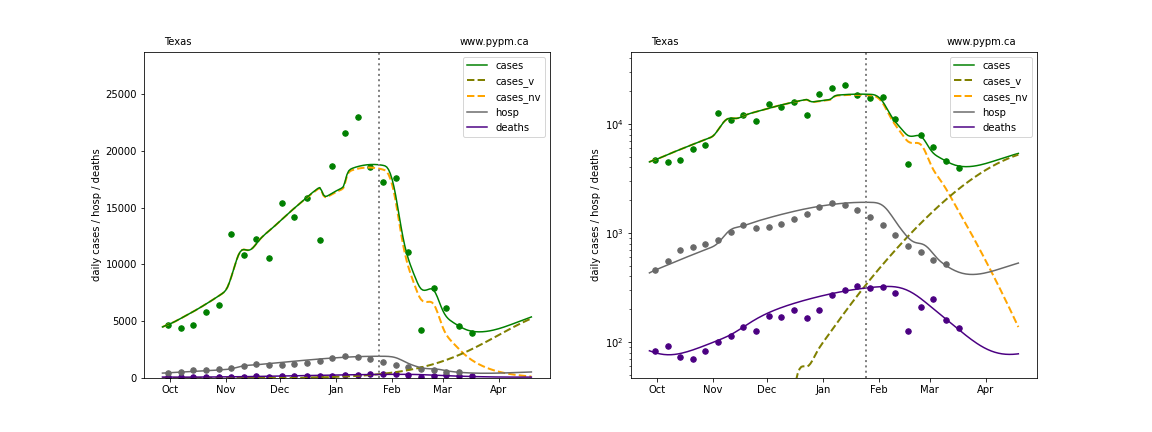 Texas www.pypm.ca
cases
cases_v
cases_nv
hosp
deaths
daily cases / hosp / deaths
25000
20000
15000
10000
5000
0
Oct Nov Dec Jan Feb Mar Apr
Texas www.pypm.ca
cases
cases_v
cases_nv
hosp
deaths
daily cases / hosp / deaths
10⁴
10³
10²
Oct Nov Dec Jan Feb Mar Apr